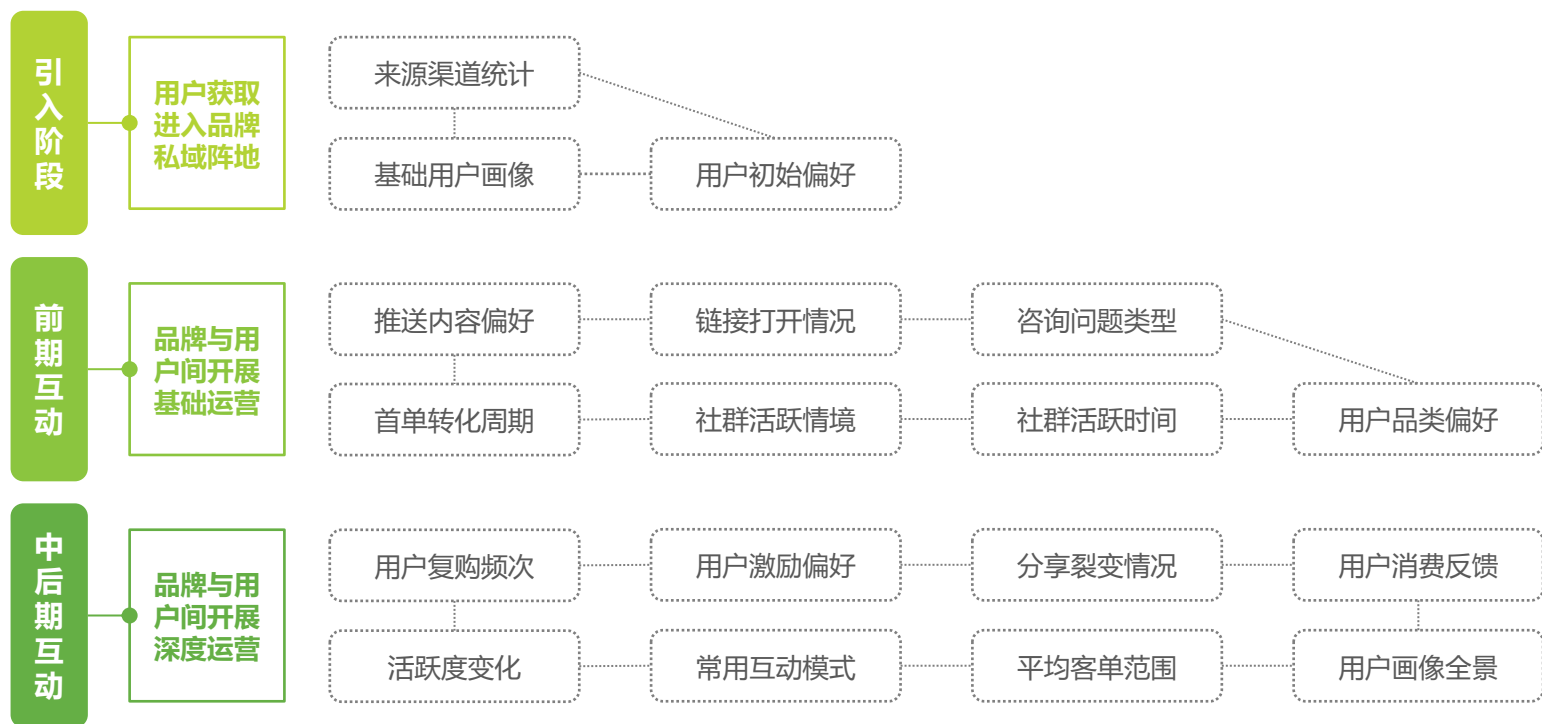 引入阶段
用户获取
进入品牌
私域阵地
来源渠道统计
基础用户画像
用户初始偏好
前期互动
品牌与用
户间开展
基础运营
推送内容偏好
链接打开情况
咨询问题类型
首单转化周期
社群活跃情境
社群活跃时间
用户品类偏好
中后期互动
品牌与用
户间开展
深度运营
用户复购频次
用户激励偏好
分享裂变情况
用户消费反馈
活跃度变化
常用互动模式
平均客单范围
用户画像全景